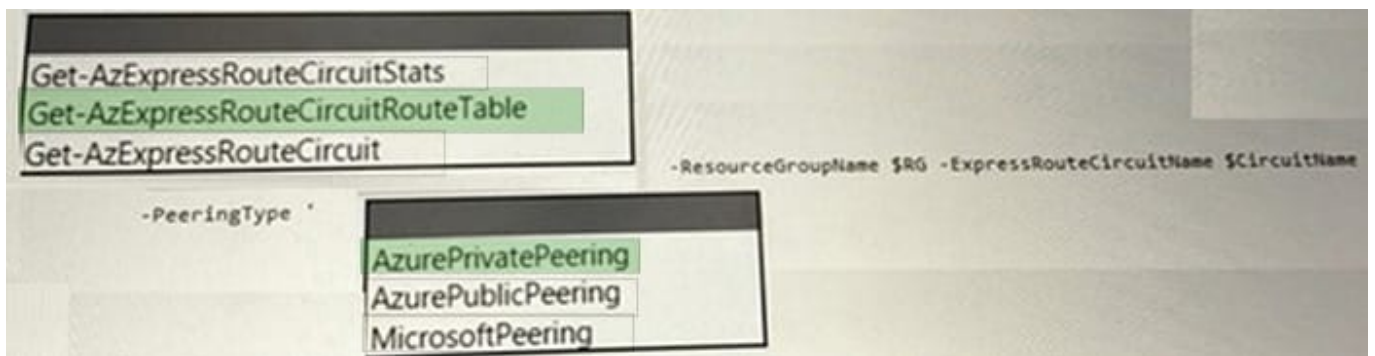 Get-AzExpressRouteCircuitStats
Get-AzExpressRouteCircuitRouteTable
Get-AzExpressRouteCircuit
-ResourceGroupName $RG -ExpressRouteCircuitName $CircuitName
-PeeringType '
AzurePrivatePeering
AzurePublicPeering
MicrosoftPeering